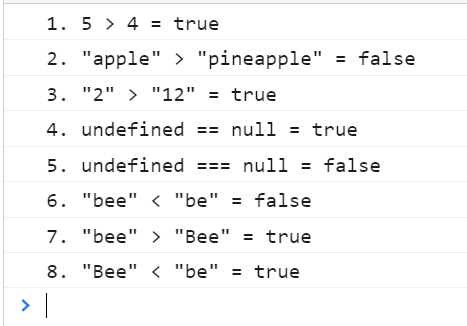 1. 5 > 4 = true
2. "apple" > "pineapple" = false
3. "2" > "12" = true
4. undefined == null = true
5. undefined === null = false
6. "bee" < "be" = false
7. "bee" > "Bee" = true
8. "Bee" < "be" = true
>